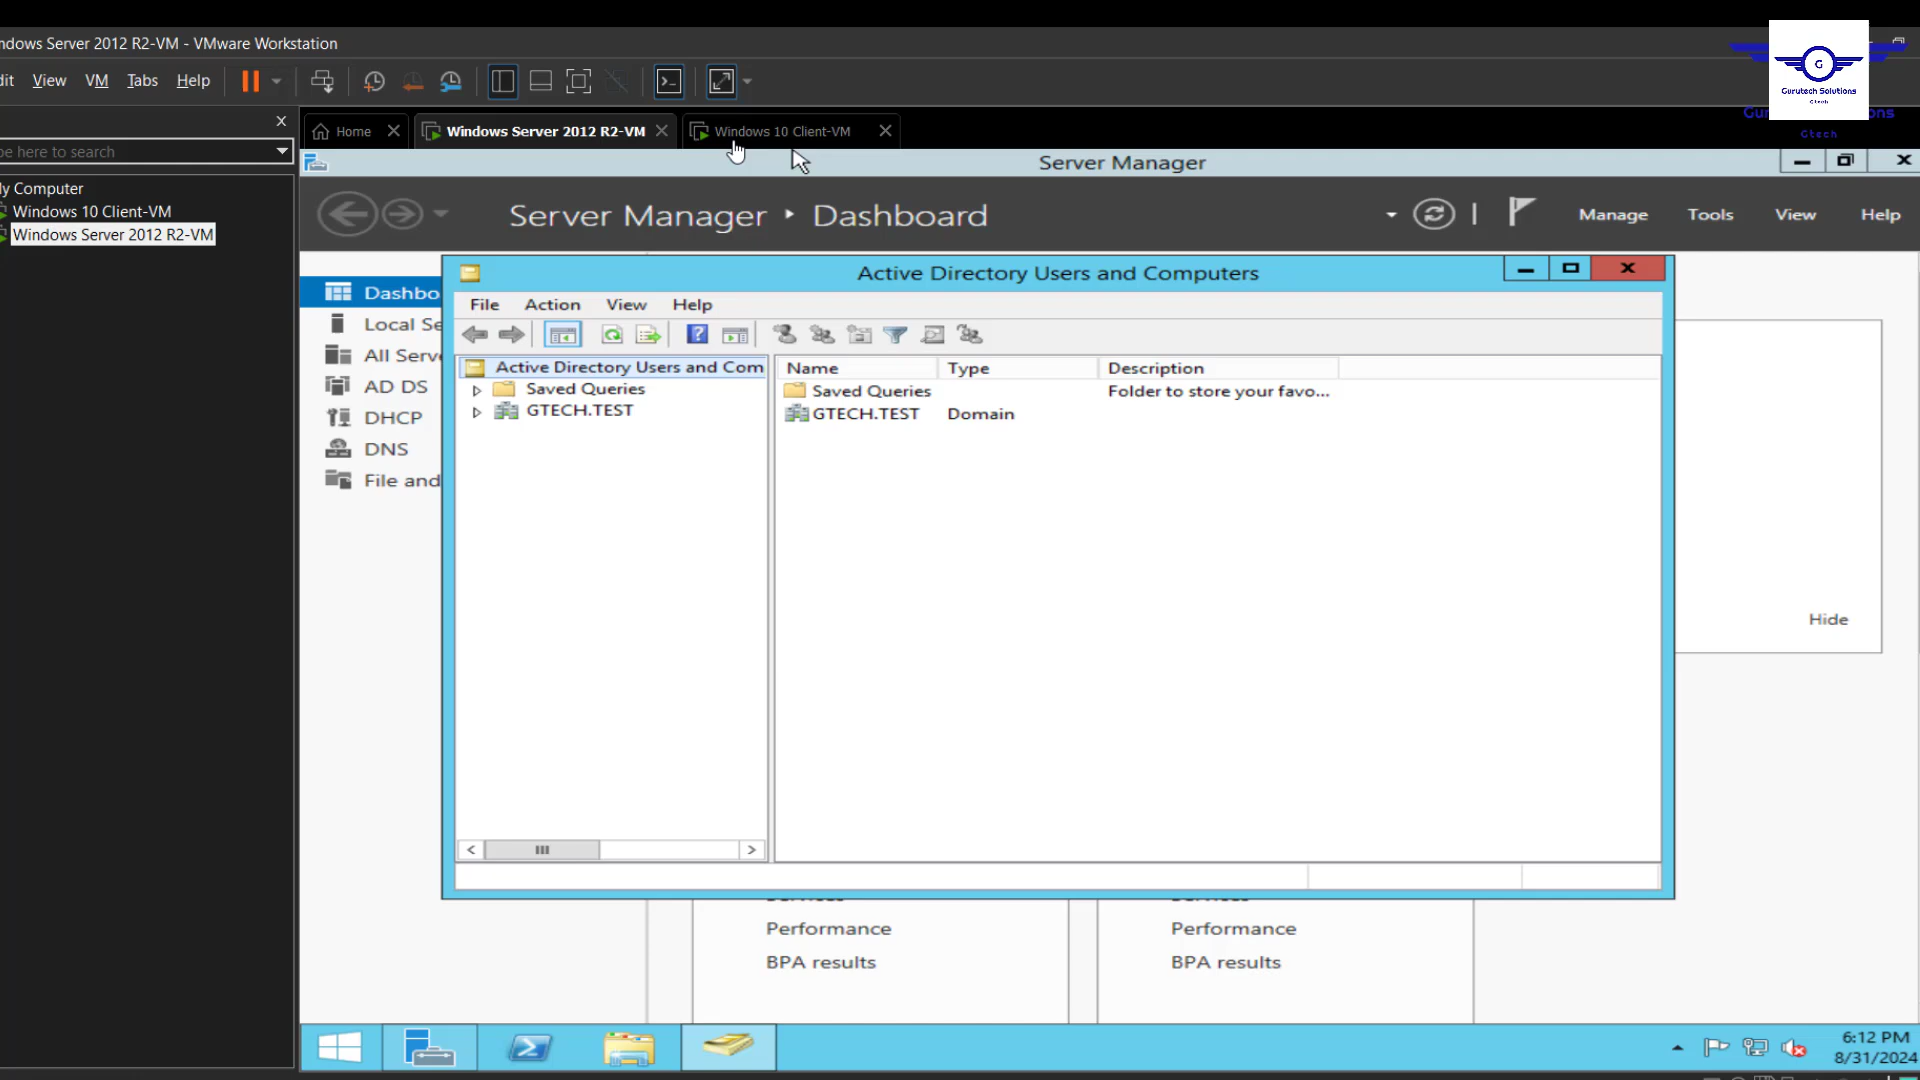 ndows Server 2012 R2-VM - VMware Workstation
dit View VM Tabs Help
G
Gurutech Solutions
Gtech
Gu ons
Gtech
pe here to search
Home
Windows Server 2012 R2-VM
Windows 10 Client-VM
ly Computer
Windows 10 Client-VM
Windows Server 2012 R2-VM
Server Manager
Server Manager Dashboard
Manage Tools View Help
Dashbo
Local Se
All Serve
AD DS
DHCP
DNS
File and
Active Directory Users and Computers
File Action View Help
Active Directory Users and Com
Saved Queries
GTECH.TEST
Name Type Description
Saved Queries Folder to store your favo...
GTECH.TEST Domain
Hide
Performance
BPA results
Performance
BPA results
6:12 PM
8/31/2024